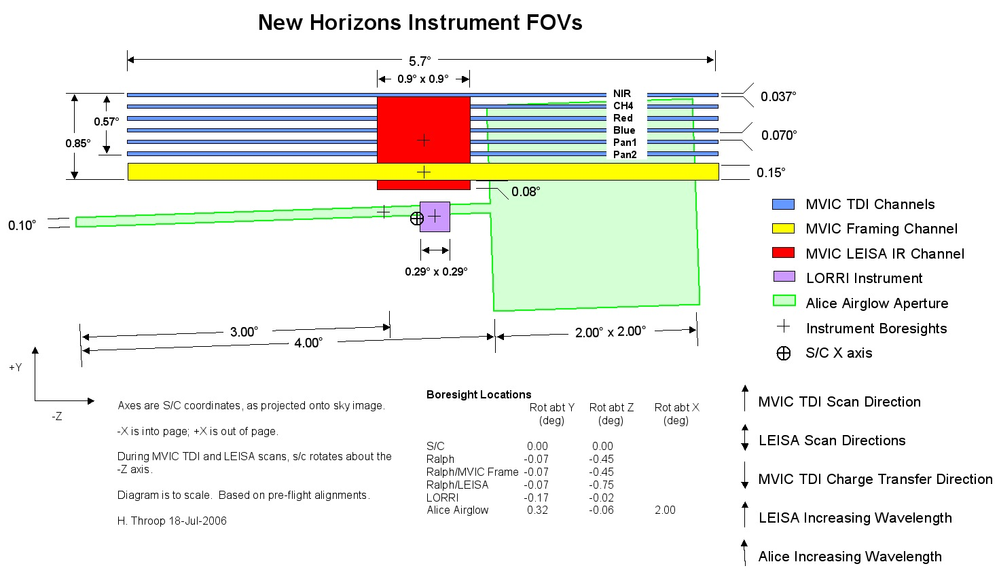 New Horizons Instrument FOVs
5.7°
0.9° x 0.9°
NIR
CH4
Red
Blue
Pan1
Pan2
0.037°
0.070°
0.15°
0.57°
0.85°
0.08°
0.10°
0.29° x 0.29°
3.00°
4.00°
2.00° x 2.00°
MVIC TDI Channels
MVIC Framing Channel
MVIC LEISA IR Channel
LORRI Instrument
Alice Airglow Aperture
Instrument Boresights
S/C X axis
+Y
-Z
Axes are S/C coordinates, as projected onto sky image.
-X is into page; +X is out of page.
During MVIC TDI and LEISA scans, s/c rotates about the
-Z axis.
Diagram is to scale. Based on pre-flight alignments.
H. Throop 18-Jul-2006
Boresight Locations
Rot abt Y Rot abt Z Rot abt X
(deg) (deg) (deg)
S/C 0.00 0.00
Ralph -0.07 -0.45
Ralph/MVIC Frame -0.07 -0.45
Ralph/LEISA -0.07 -0.75
LORRI -0.17 -0.02
Alice Airglow 0.32 -0.06 2.00
MVIC TDI Scan Direction
LEISA Scan Directions
MVIC TDI Charge Transfer Direction
LEISA Increasing Wavelength
Alice Increasing Wavelength